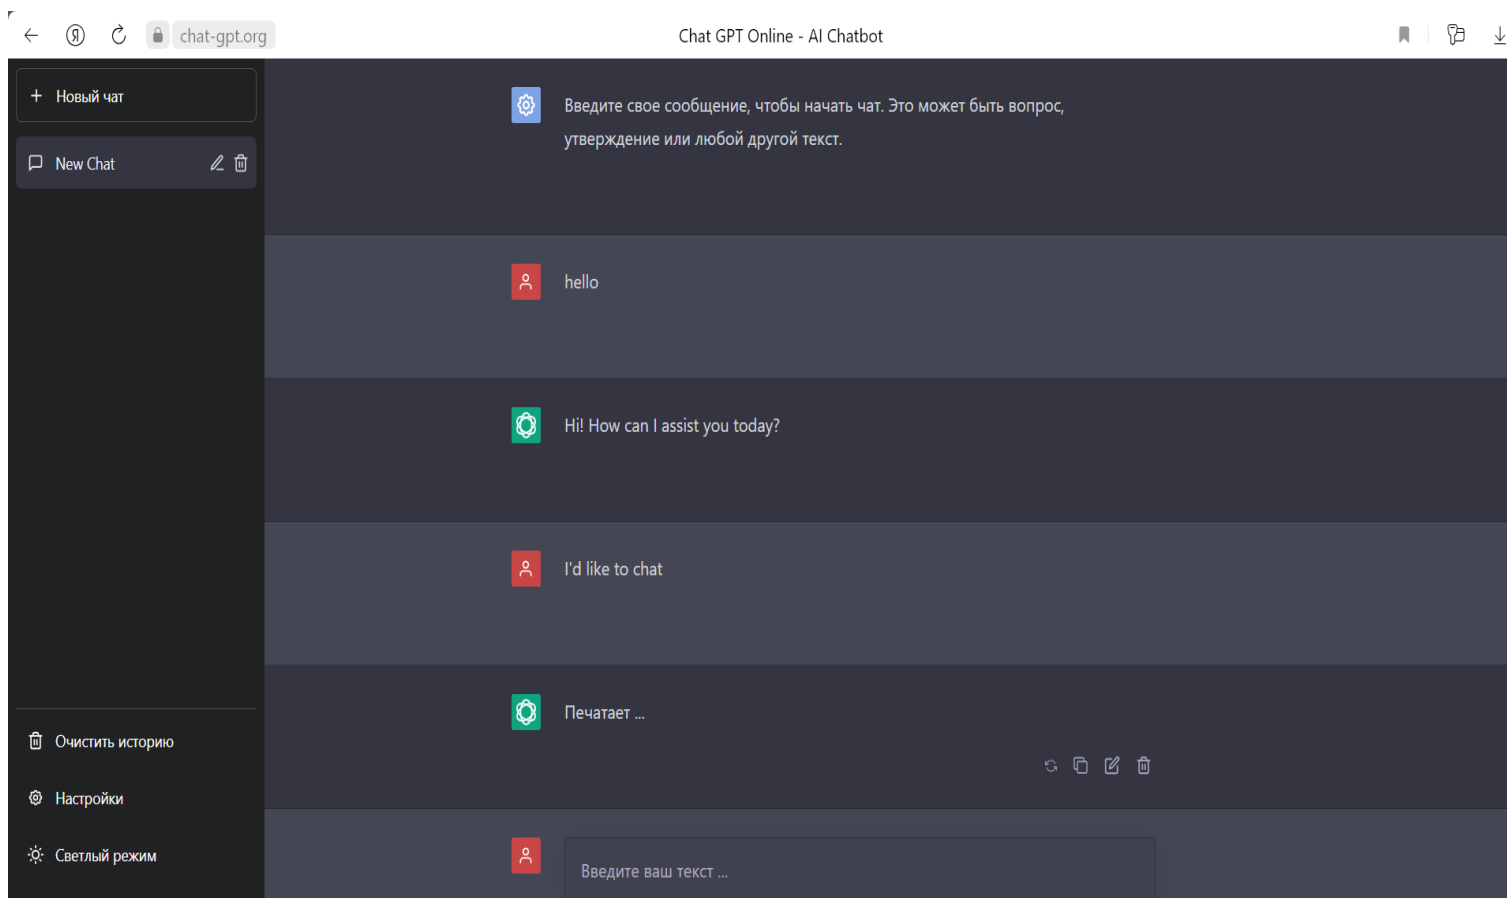 Я
chat-gpt.org
Chat GPT Online - AI Chatbot
+ Новый чат
New Chat
Введите свое сообщение, чтобы начать чат. Это может быть вопрос,
утверждение или любой другой текст.
hello
Hi! How can I assist you today?
I'd like to chat
Печатает ...
Очистить историю
Настройки
Светлый режим
Введите ваш текст ...